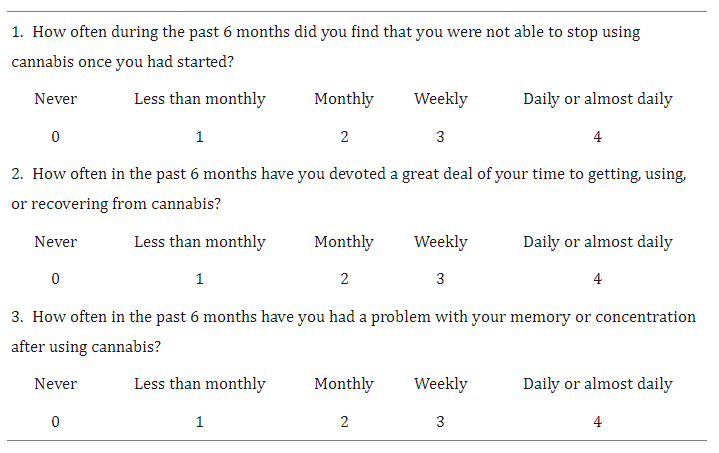 1. How often during the past 6 months did you find that you were not able to stop using
cannabis once you had started?
Never Less than monthly Monthly Weekly Daily or almost daily
0 1 2 3 4
2. How often in the past 6 months have you devoted a great deal of your time to getting, using,
or recovering from cannabis?
Never Less than monthly Monthly Weekly Daily or almost daily
0 1 2 3 4
3. How often in the past 6 months have you had a problem with your memory or concentration
after using cannabis?
Never Less than monthly Monthly Weekly Daily or almost daily
0 1 2 3 4